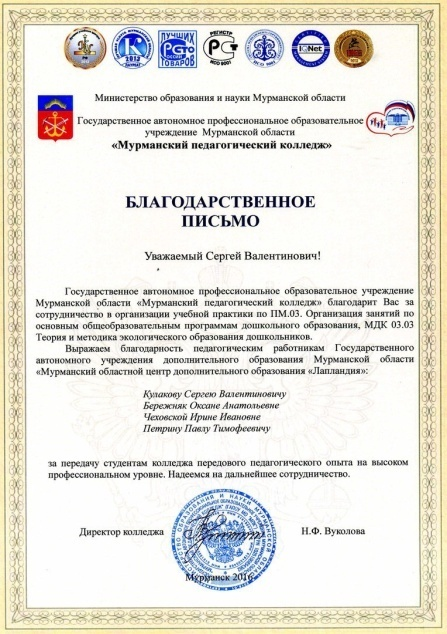 ЛУЧШИХ
РСТО
ТОВАРОВ
РЕГИСТР
РСТ
ИСО 9001
IQNet
2013
Министерство образования и науки Мурманской области
Государственное автономное профессиональное образовательное
учреждение Мурманской области
«Мурманский педагогический колледж»
БЛАГОДАРСТВЕННОЕ
ПИСЬМО
Уважаемый Сергей Валентинович!
Государственное автономное профессиональное образовательное учреждение
Мурманской области «Мурманский педагогический колледж» благодарит Вас за
сотрудничество в организации учебной практики по ПМ.03. Организация занятий по
основным общеобразовательным программам дошкольного образования, МДК 03.03
Теория и методика экологического образования дошкольников.
Выражаем благодарность педагогическим работникам Государственного
автономного учреждения дополнительного образования Мурманской области
«Мурманский областной центр дополнительного образования «Лапландия»:
Кулакову Сергею Валентиновичу
Бережняк Оксане Анатольевне
Чеховской Ирине Ивановне
Петрину Павлу Тимофеевичу
за передачу студентам колледжа передового педагогического опыта на высоком
профессиональном уровне. Надеемся на дальнейшее сотрудничество.
Директор колледжа
Н.Ф. Вуколова
Мурманск 2016